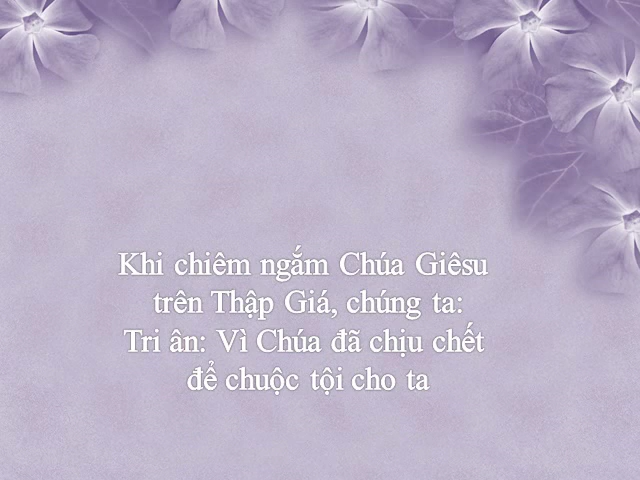 Khi chiêm ngắm Chúa Giêsu
trên Thập Giá, chúng ta:
Tri ân: Vì Chúa đã chịu chết
để chuộc tội cho ta